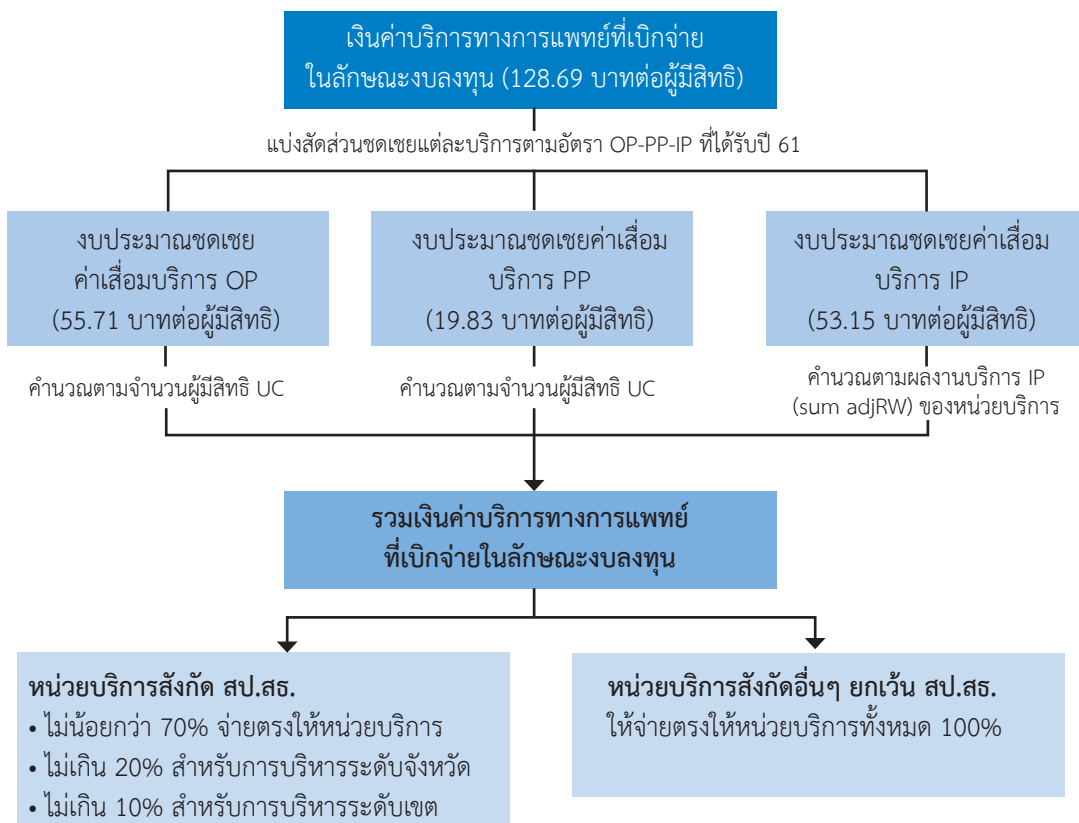 เงินค่าบริการทางการแพทย์ที่เบิกจ่าย
ในลักษณะงบลงทุน (128.69 บาทต่อผู้มีสิทธิ)
แบ่งสัดส่วนชดเชยแต่ละบริการตามอัตรา OP-PP-IP ที่ได้รับปี 61
งบประมาณชดเชย
ค่าเสื่อมบริการ OP
(55.71 บาทต่อผู้มีสิทธิ)
งบประมาณชดเชยค่าเสื่อม
บริการ PP
(19.83 บาทต่อผู้มีสิทธิ)
งบประมาณชดเชยค่าเสื่อม
บริการ IP
(53.15 บาทต่อผู้มีสิทธิ)
คำนวณตามจำนวนผู้มีสิทธิ UC
คำนวณตามจำนวนผู้มีสิทธิ UC
คำนวณตามผลงานบริการ IP
(sum adjRW) ของหน่วยบริการ
รวมเงินค่าบริการทางการแพทย์
ที่เบิกจ่ายในลักษณะงบลงทุน
หน่วยบริการสังกัด สป.สธ.
• ไม่น้อยกว่า 70% จ่ายตรงให้หน่วยบริการ
• ไม่เกิน 20% สำหรับการบริหารระดับจังหวัด
• ไม่เกิน 10% สำหรับการบริหารระดับเขต
หน่วยบริการสังกัดอื่นๆ ยกเว้น สป.สธ.
ให้จ่ายตรงให้หน่วยบริการทั้งหมด 100%